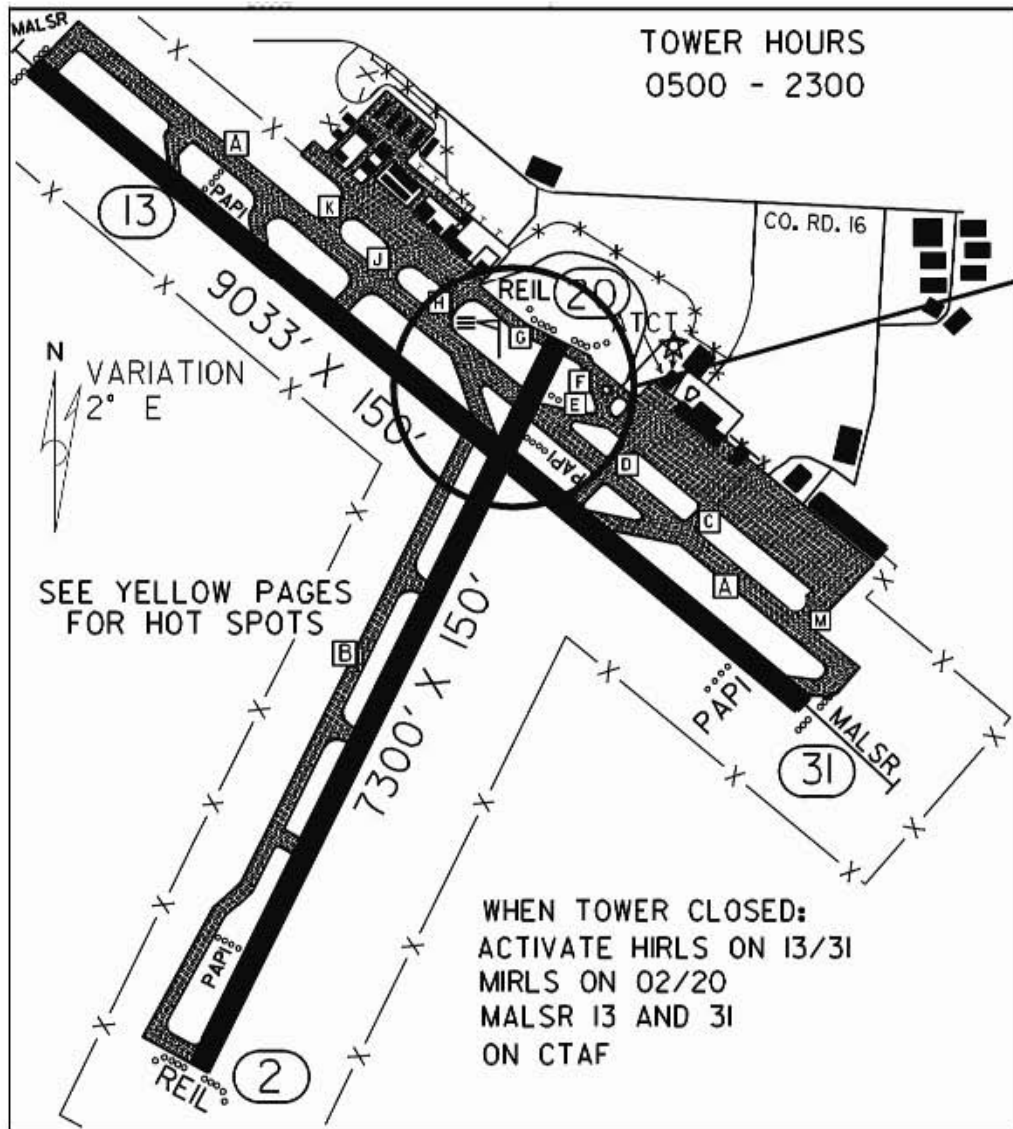 MALSR
TOWER HOURS
0500 - 2300
A
13
PAPI
K
J
CO. RD. 16
H
REIL
20
TCT
G
F
E
9033' X 150'
N
VARIATION
2° E
PAPI
D
C
A
M
SEE YELLOW PAGES
FOR HOT SPOTS
B
7300' X 150'
PAPI
MALSR
31
WHEN TOWER CLOSED:
ACTIVATE HIRLS ON 13/31
MIRLS ON 02/20
MALSR 13 AND 31
ON CTAF
PAPI
REIL
2